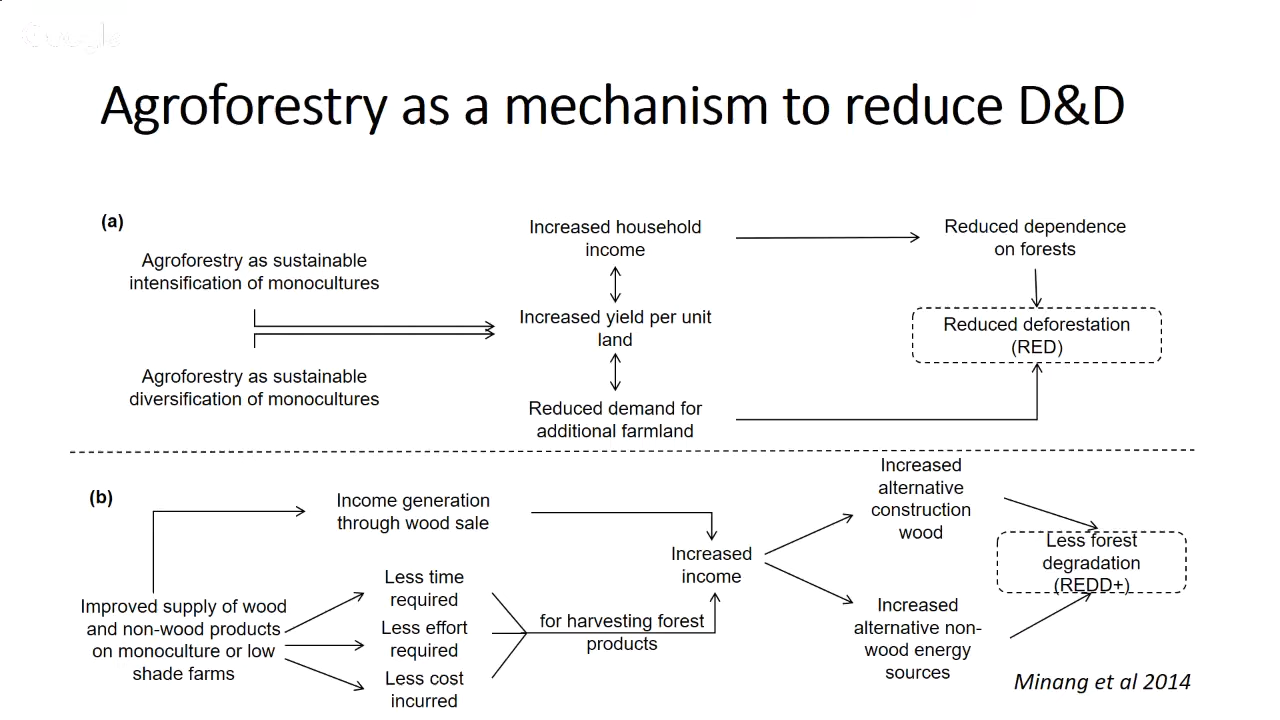 Google
Agroforestry as a mechanism to reduce D&D
(a)
Agroforestry as sustainable
intensification of monocultures
Agroforestry as sustainable
diversification of monocultures
Increased household
income
Increased yield per unit
land
Reduced demand for
additional farmland
Reduced dependence
on forests
Reduced deforestation
(RED)
(b)
Improved supply of wood
and non-wood products
on monoculture or low
shade farms
Income generation
through wood sale
Less time
required
Less effort
required
Less cost
incurred
for harvesting forest
products
Increased
income
Increased
alternative
construction
wood
Increased
alternative non-
wood energy
sources
Less forest
degradation
(REDD+)
Minang et al 2014